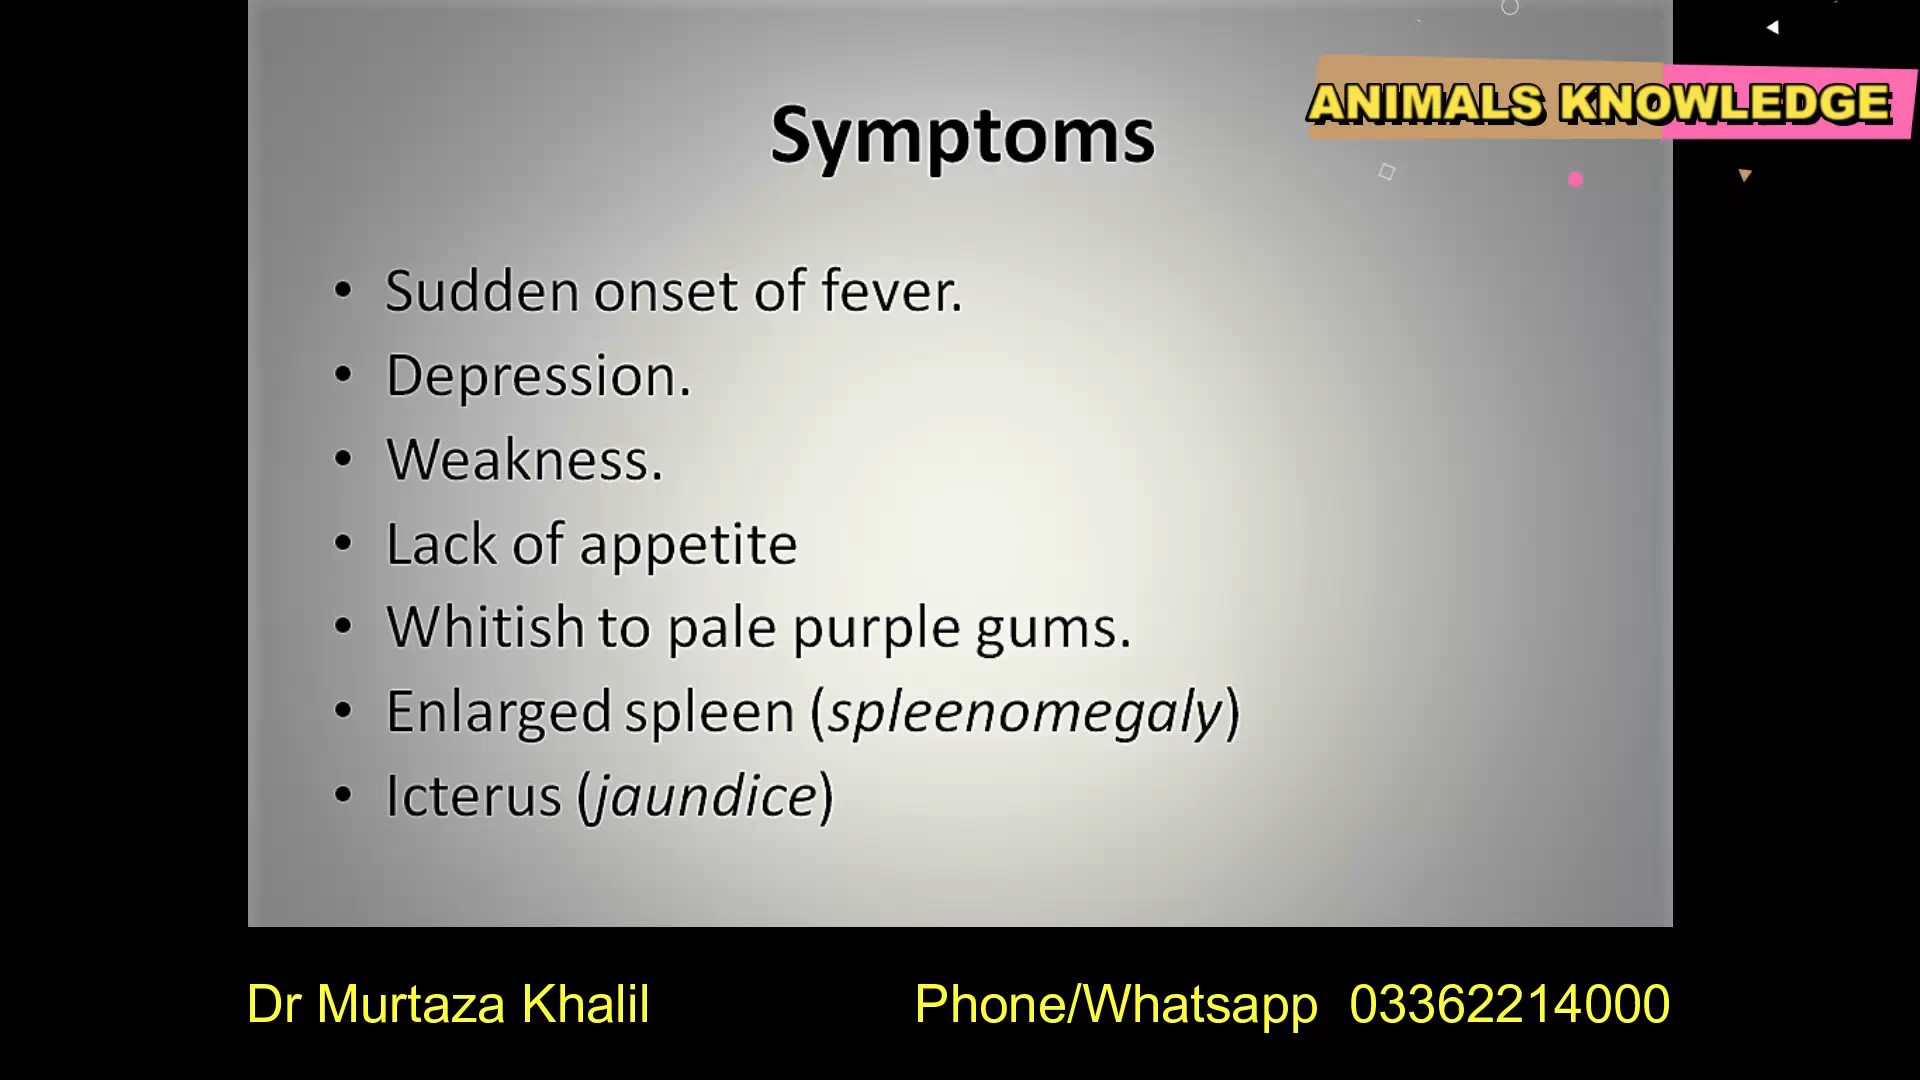 ANIMALS KNOWLEDGE
Symptoms
• Sudden onset of fever.
• Depression.
• Weakness.
• Lack of appetite
• Whitish to pale purple gums.
• Enlarged spleen (spleenomegaly)
• Icterus (jaundice)
Dr Murtaza Khalil Phone/Whatsapp 03362214000